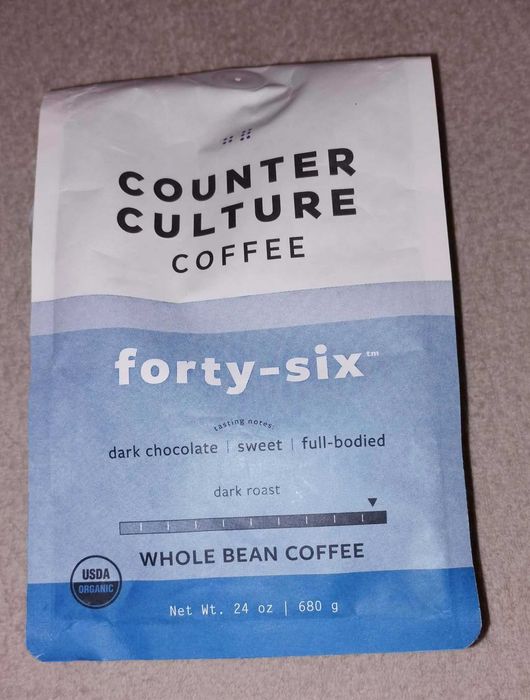 COUNTER
CULTURE
COFFEE
forty-six™
tasting notes:
dark chocolate | sweet | full-bodied
dark roast
WHOLE BEAN COFFEE
USDA
ORGANIC
Net Wt. 24 oz | 680 g